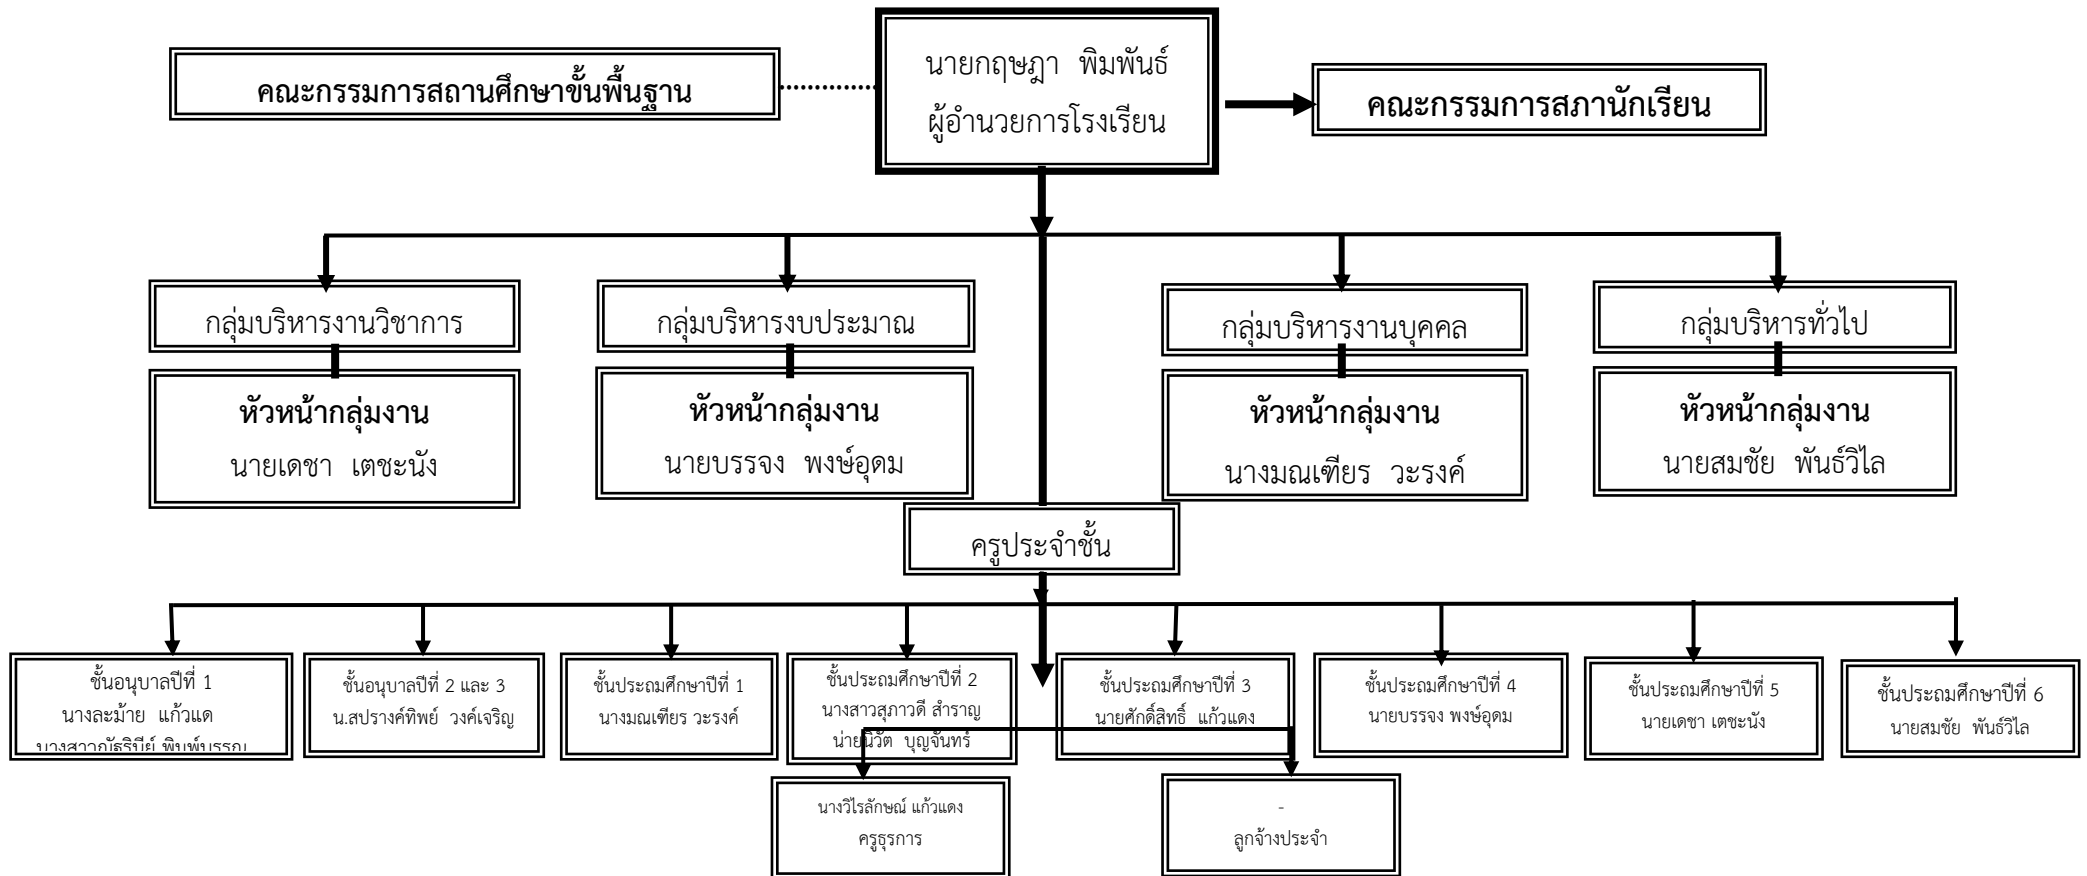 นายกฤษฎา พิมพันธ์
ผู้อำนวยการโรงเรียน
คณะกรรมการสถานศึกษาขั้นพื้นฐาน
คณะกรรมการสภานักเรียน
กลุ่มบริหารงานวิชาการ
กลุ่มบริหารงบประมาณ
กลุ่มบริหารงานบุคคล
กลุ่มบริหารทั่วไป
หัวหน้ากลุ่มงาน
นายเดชา เตชะนัง
หัวหน้ากลุ่มงาน
นายบรรจง พงษ์อุดม
หัวหน้ากลุ่มงาน
นางมณเฑียร วะรงค์
หัวหน้ากลุ่มงาน
นายสมชัย พันธ์วิไล
ครูประจำชั้น
ชั้นอนุบาลปีที่ 1
นางละม้าย แก้วแด
ชั้นอนุบาลปีที่ 2 และ 3
น.สปรางค์ทิพย์ วงค์เจริญ
ชั้นประถมศึกษาปีที่ 1
นางมณเฑียร วะรงค์
ชั้นประถมศึกษาปีที่ 2
นางสาวสุภาวดี สำราญ
น่ายนิวัต บุญจันทร์
ชั้นประถมศึกษาปีที่ 3
นายศักดิ์สิทธิ์ แก้วแดง
ชั้นประถมศึกษาปีที่ 4
นายบรรจง พงษ์อุดม
ชั้นประถมศึกษาปีที่ 5
นายเดชา เตชะนัง
ชั้นประถมศึกษาปีที่ 6
นายสมชัย พันธ์วิไล
นางวิไรลักษณ์ แก้วแดง
ครูธุรการ
-
ลูกจ้างประจำ